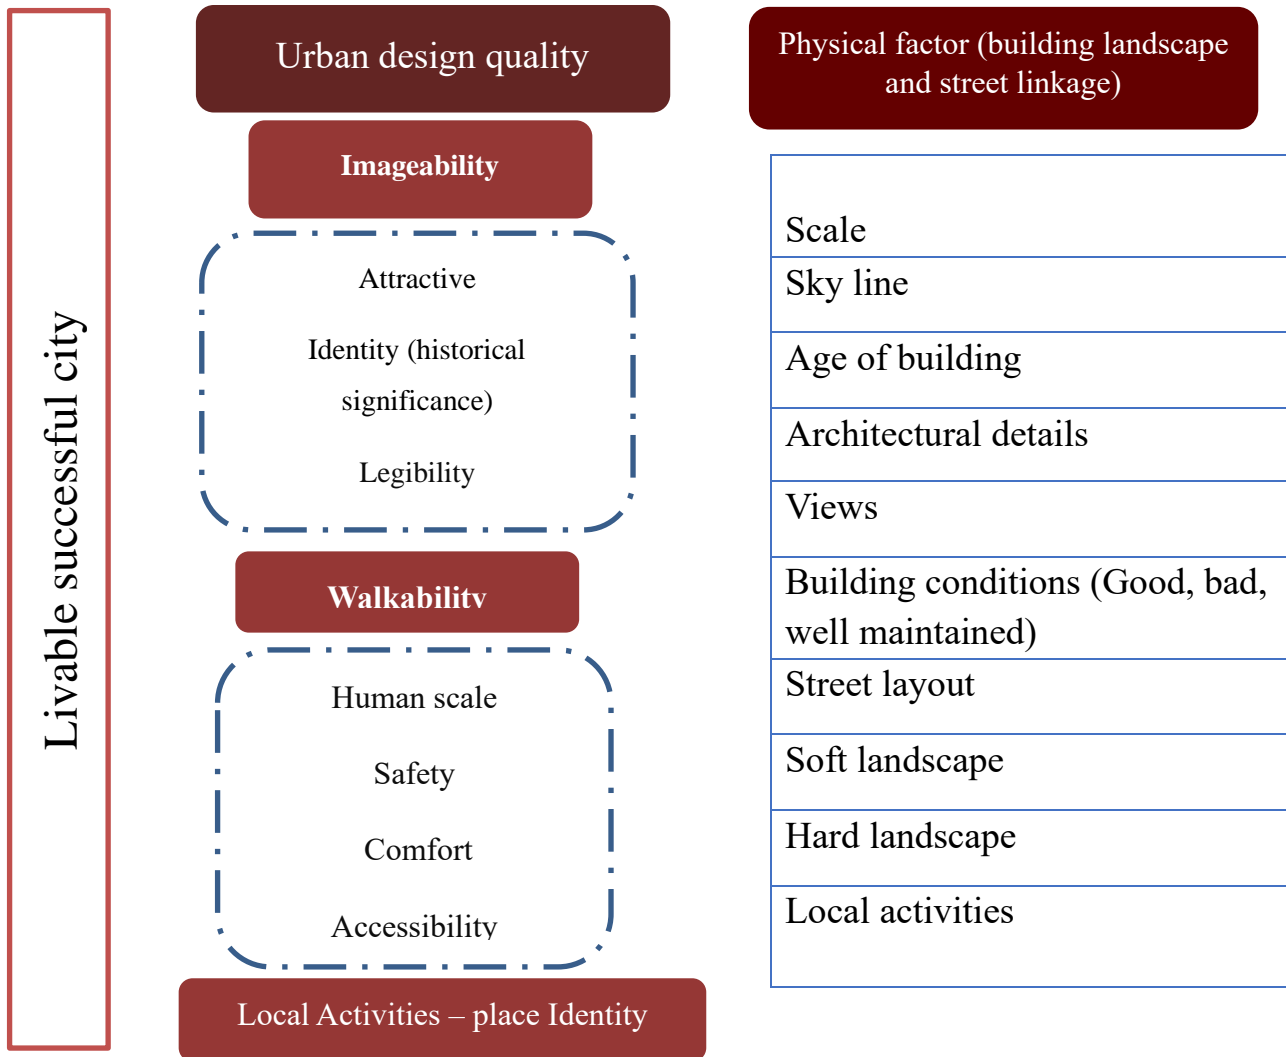 Livable successful city
Urban design quality
Imageability
Attractive
Identity (historical
significance)
Legibility
Walkability
Human scale
Safety
Comfort
Accessibility
Local Activities – place Identity
Physical factor (building landscape
and street linkage)
Scale
Sky line
Age of building
Architectural details
Views
Building conditions (Good, bad,
well maintained)
Street layout
Soft landscape
Hard landscape
Local activities